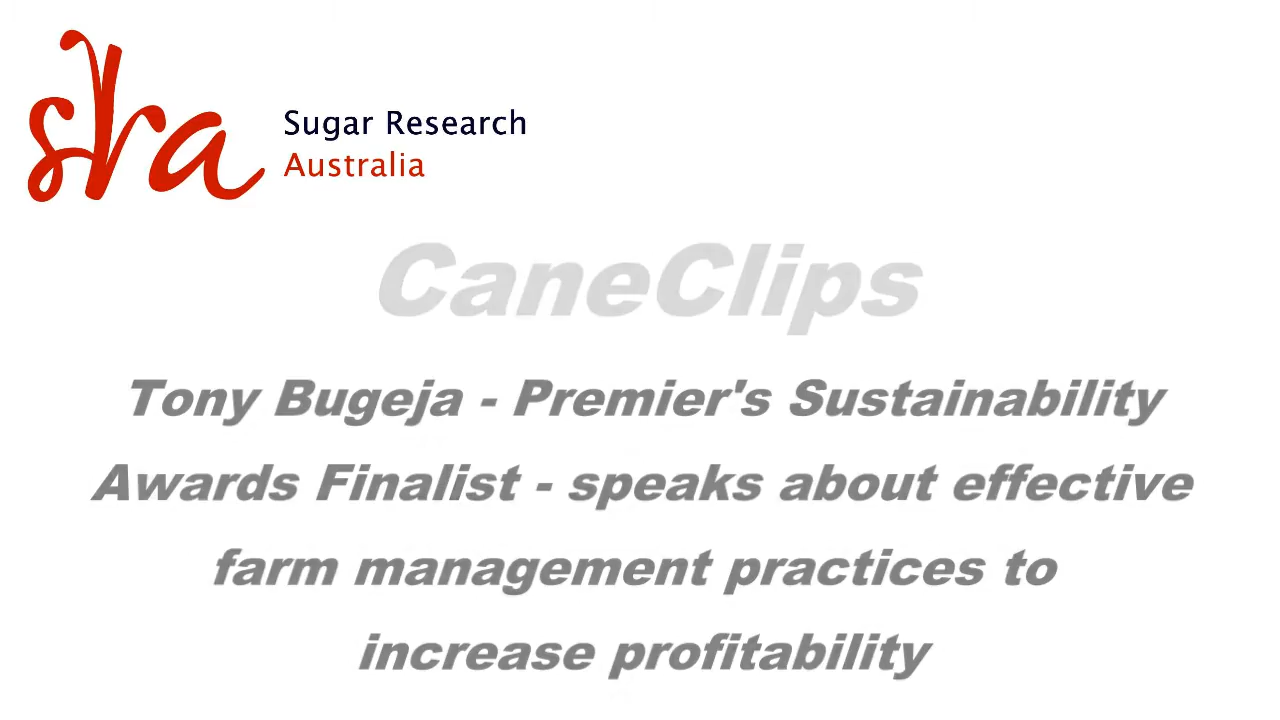 sra
Sugar Research
Australia
CaneClips
Tony Bugeja - Premier's Sustainability
Awards Finalist - speaks about effective
farm management practices to
increase profitability